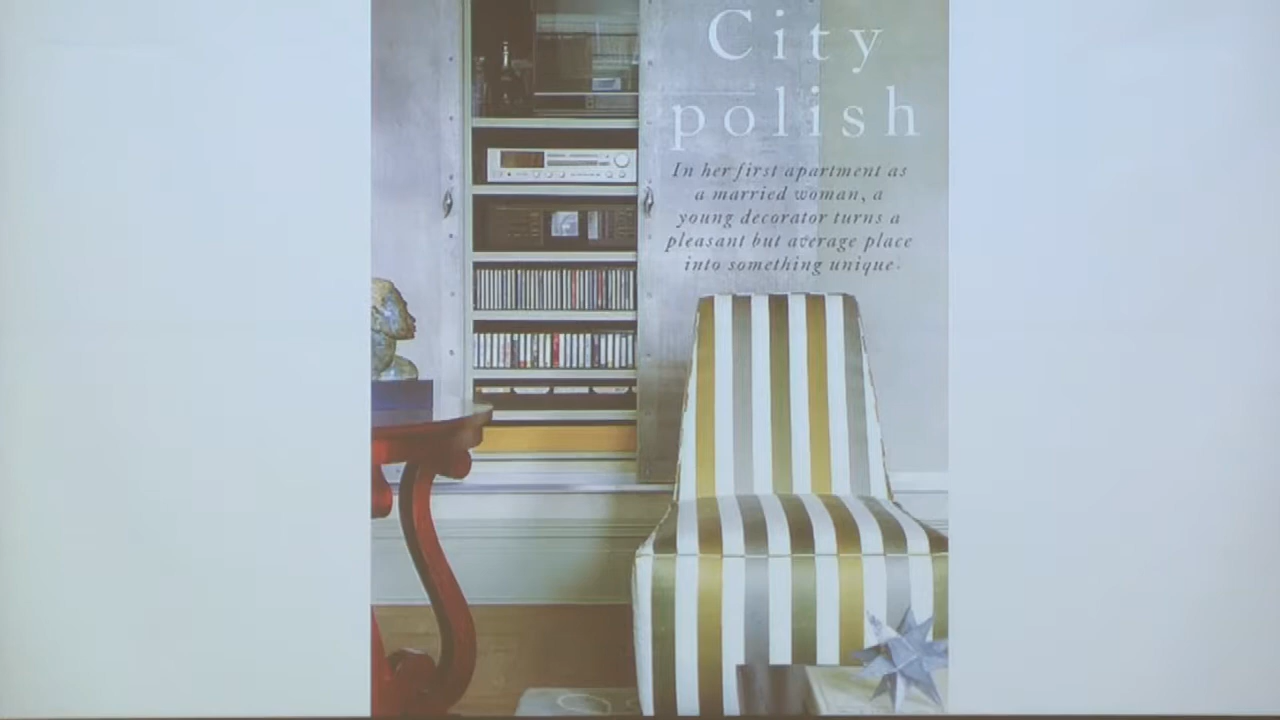 City
polish
In her first apartment as
a married woman, a
young decorator turns a
pleasant but average place
into something unique.